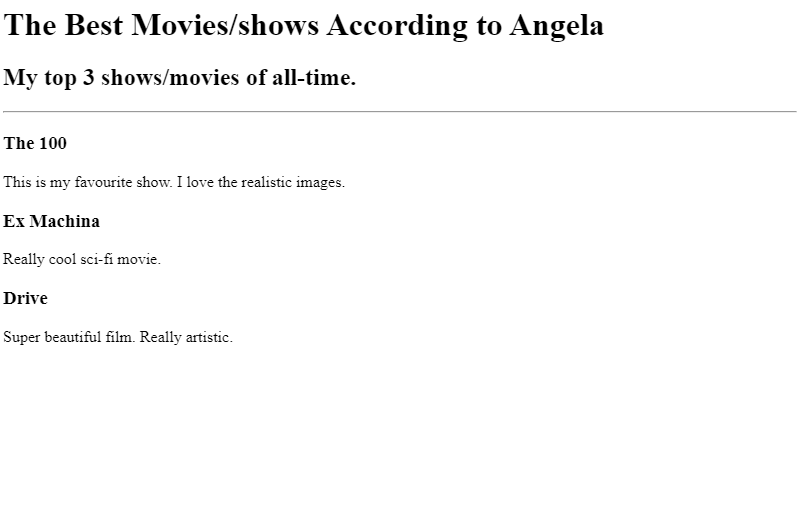 The Best Movies/shows According to Angela
My top 3 shows/movies of all-time.
The 100
This is my favourite show. I love the realistic images.
Ex Machina
Really cool sci-fi movie.
Drive
Super beautiful film. Really artistic.